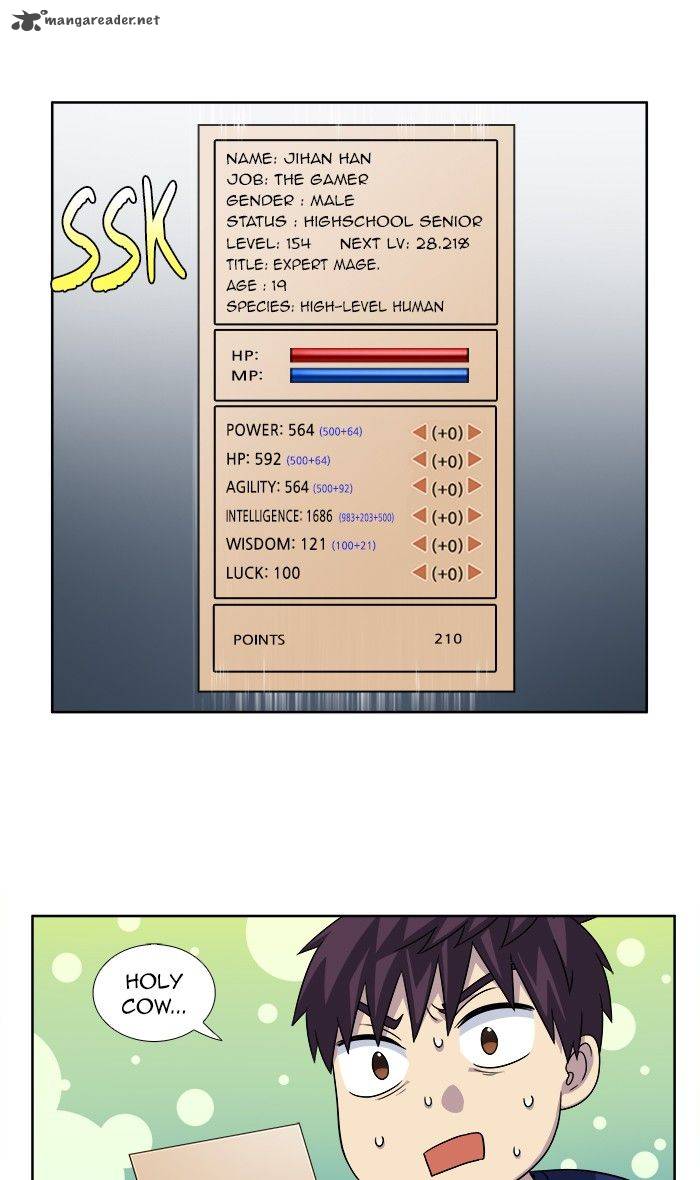 mangareader.net
SSK
NAME: JIHAN HAN
JOB: THE GAMER
GENDER : MALE
STATUS : HIGHSCHOOL SENIOR
LEVEL: 154 NEXT LV: 28.21%
TITLE: EXPERT MAGE.
AGE : 19
SPECIES: HIGH-LEVEL HUMAN
HP:
MP:
POWER: 564 (500+64) (+0)
HP: 592 (500+64) (+0)
AGILITY: 564 (500+92) (+0)
INTELLIGENCE: 1686 (983+203+500) (+0)
WISDOM: 121 (100+21) (+0)
LUCK: 100 (+0)
POINTS 210
HOLY
COW...